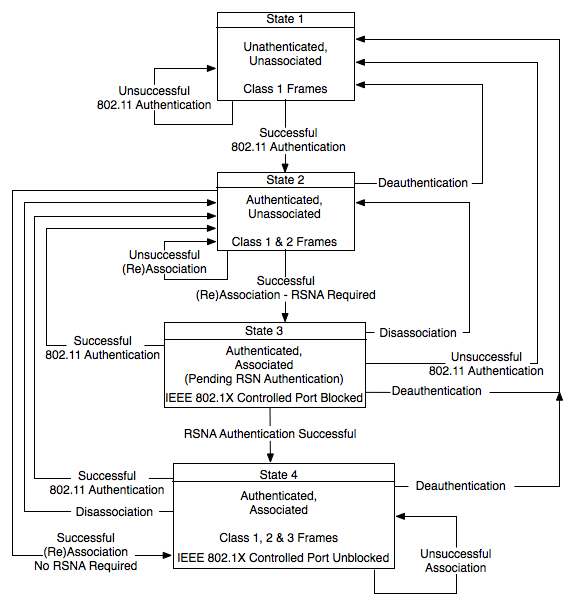 State 1
Unathenticated,
Unassociated
Class 1 Frames
Unsuccessful
802.11 Authentication
Successful
802.11 Authentication
State 2
Authenticated,
Unassociated
Class 1 & 2 Frames
Deauthentication
Unsuccessful
(Re)Association
Successful
(Re)Association - RSNA Required
State 3
Authenticated,
Associated
(Pending RSN Authentication)
IEEE 802.1X Controlled Port Blocked
Disassociation
Successful
802.11 Authentication
Unsuccessful
802.11 Authentication
Deauthentication
RSNA Authentication Successful
State 4
Authenticated,
Associated
Class 1, 2 & 3 Frames
IEEE 802.1X Controlled Port Unblocked
Successful
802.11 Authentication
Deauthentication
Disassociation
Successful
(Re)Association
No RSNA Required
Unsuccessful
Association